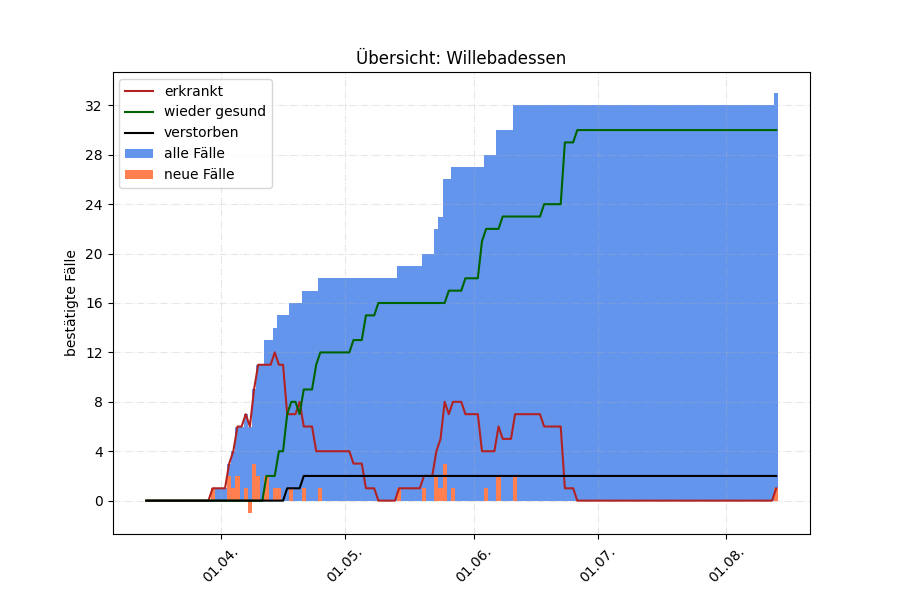 Übersicht: Willebadessen
erkrankt
wieder gesund
verstorben
alle Fälle
neue Fälle
bestätigte Fälle
32
28
24
20
16
12
8
4
0
01.04.
01.05.
01.06.
01.07.
01.08.